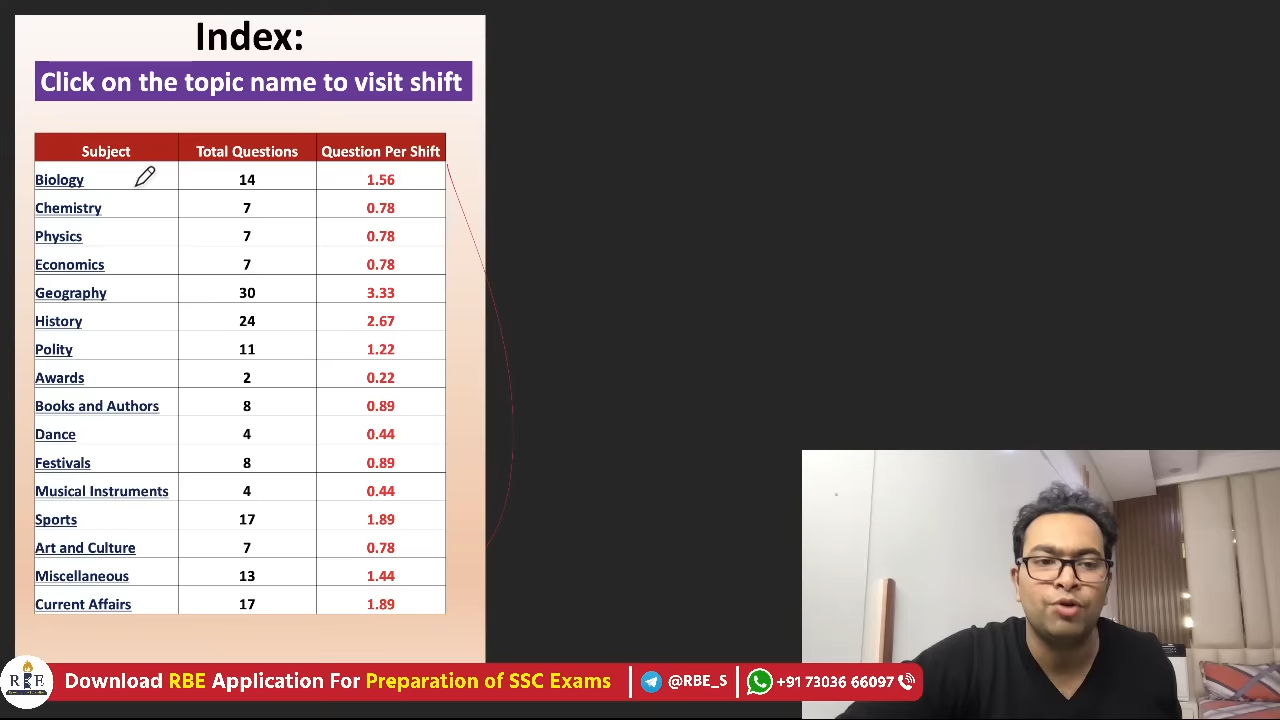 Index:
Click on the topic name to visit shift
Subject Total Questions Question Per Shift
Biology 14 1.56
Chemistry 7 0.78
Physics 7 0.78
Economics 7 0.78
Geography 30 3.33
History 24 2.67
Polity 11 1.22
Awards 2 0.22
Books and Authors 8 0.89
Dance 4 0.44
Festivals 8 0.89
Musical Instruments 4 0.44
Sports 17 1.89
Art and Culture 7 0.78
Miscellaneous 13 1.44
Current Affairs 17 1.89
RBE
Download RBE Application For Preparation of SSC Exams @RBE_S +91 73036 66097